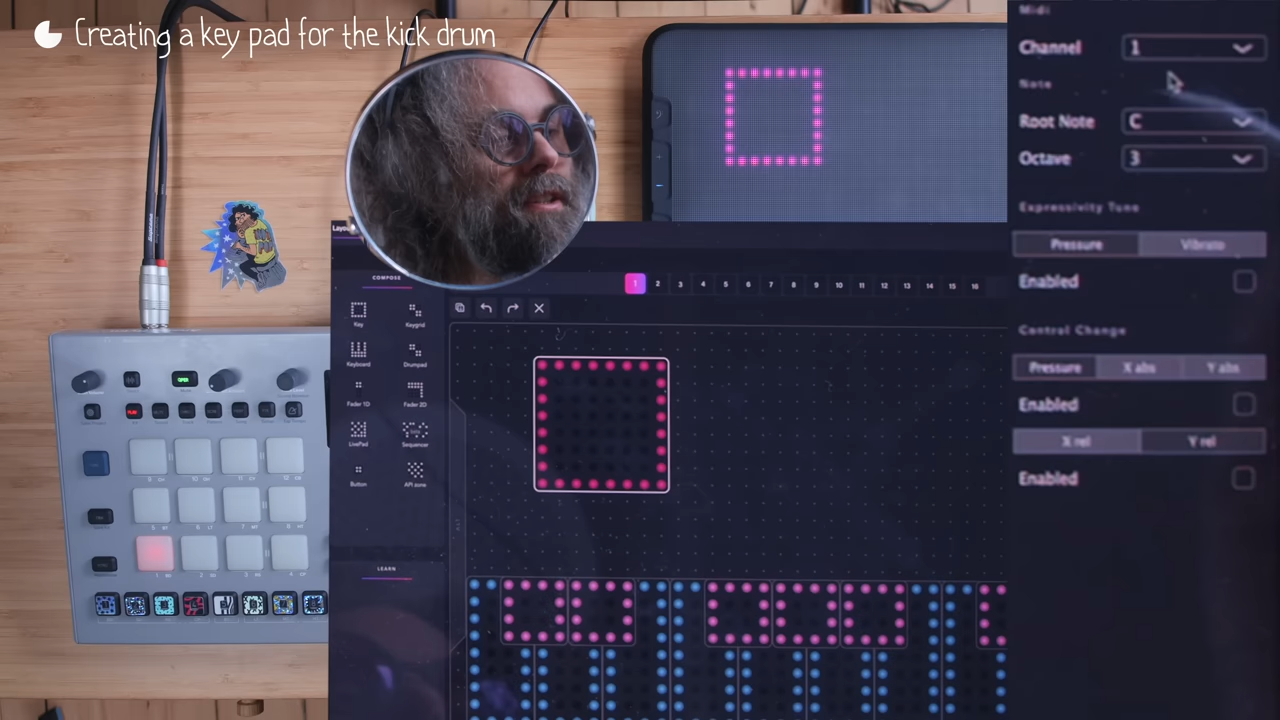 Creating a key pad for the kick drum
Midi
Channel
1
Note
Root Note
C
Octave
3
Expressivity Tune
Pressure
Vibrato
Enabled
Control Change
Pressure
X abs
Y abs
Enabled
X rel
Y rel
Enabled
COMPOSE
1 2 3 4 5 6 7 8 9 10 11 12 13 14 15 16
Key
Keygrid
Keyboard
Drumpad
Fader 1D
Fader 2D
LivePad
Sequencer
Button
API zone
LEARN